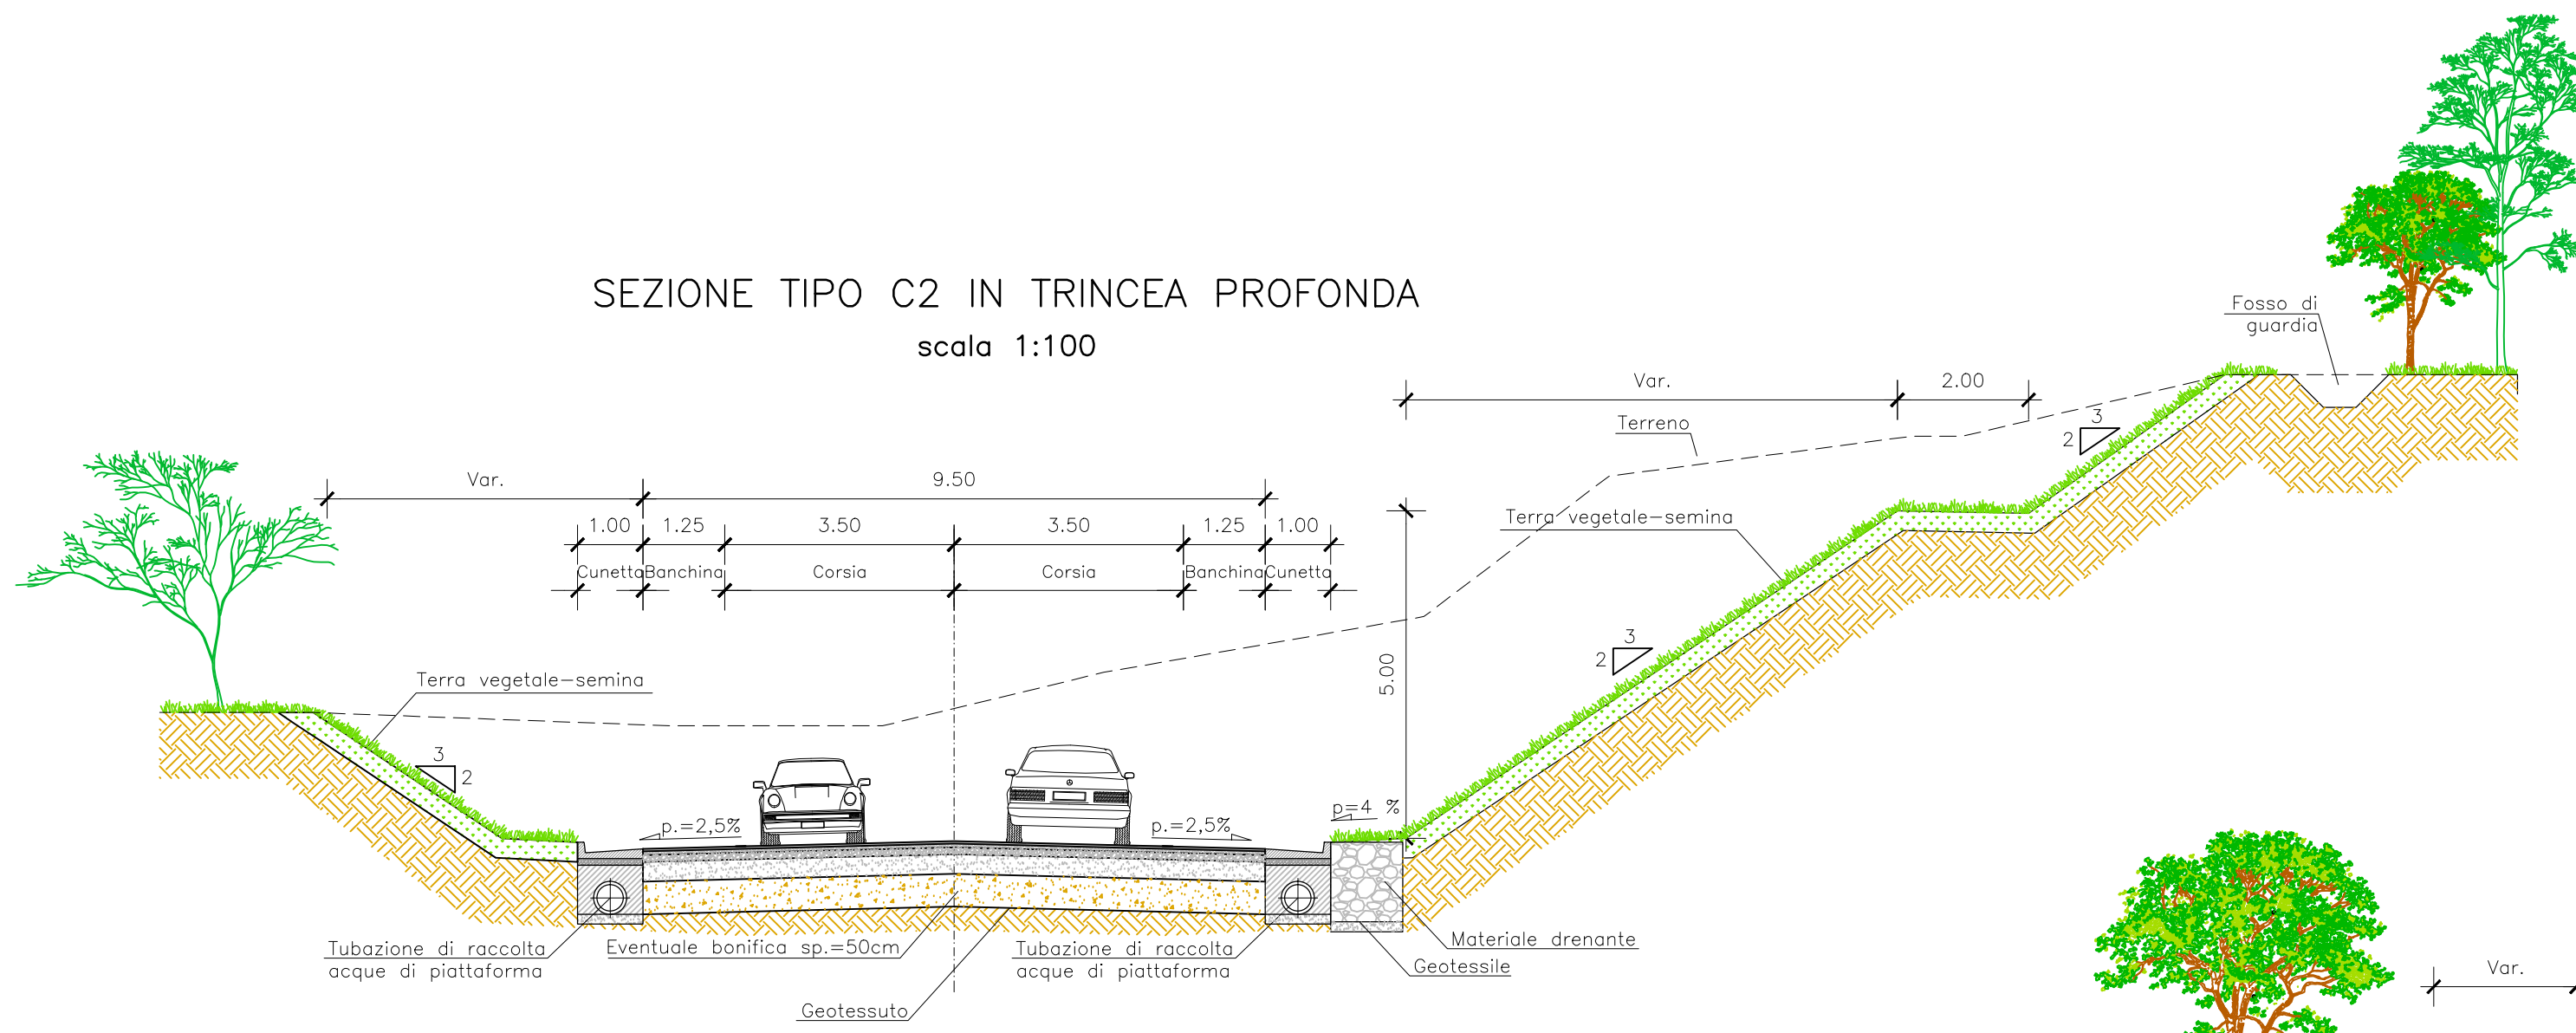 SEZIONE TIPO C2 IN TRINCEA PROFONDA
scala 1:100
Fosso di
guardia
Var.
2.00
Terreno
3
2
Var.
9.50
1.00
1.25
3.50
3.50
1.25
1.00
Terra vegetale-semina
Cunetta
Banchina
Corsia
Corsia
Banchina
Cunetta
3
2
5.00
Terra vegetale-semina
3
2
p.=2,5%
p.=2,5%
p=4 %
Tubazione di raccolta
acque di piattaforma
Eventuale bonifica sp.=50cm
Tubazione di raccolta
acque di piattaforma
Materiale drenante
Geotessile
Geotessuto
Var.